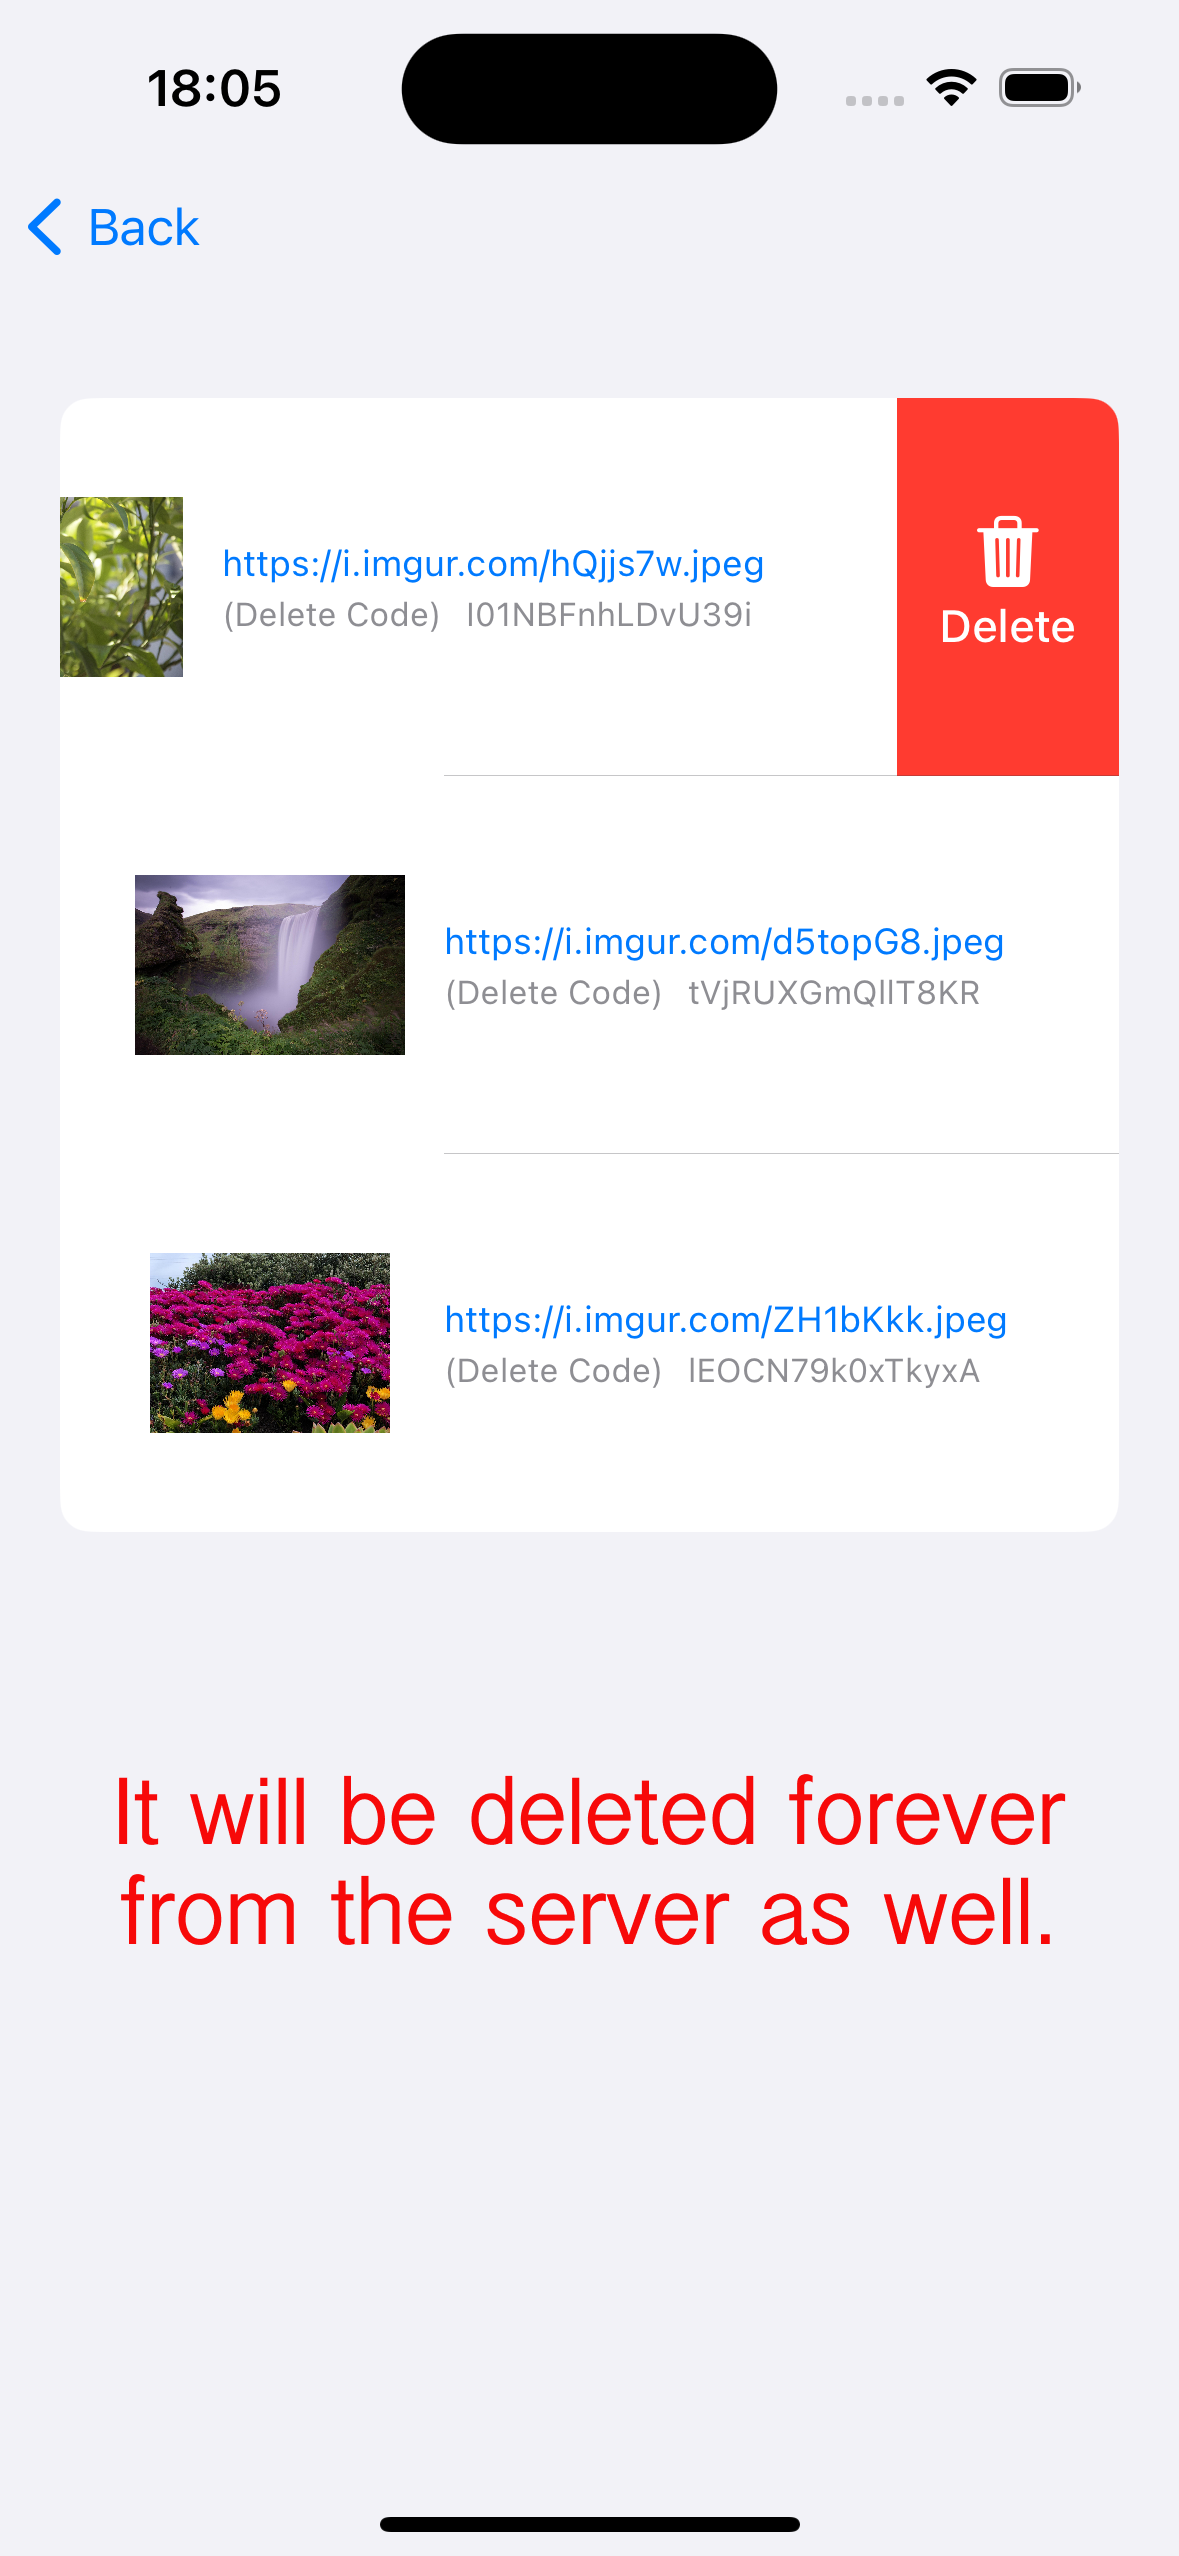 18:05
Back
https://i.imgur.com/hQjjs7w.jpeg
(Delete Code) I01NBFnhLDvU39i
Delete
https://i.imgur.com/d5topG8.jpeg
(Delete Code) tVjRUXGmQllT8KR
https://i.imgur.com/ZH1bKkk.jpeg
(Delete Code) lEOCN79k0xTkyxA
It will be deleted forever
from the server as well.